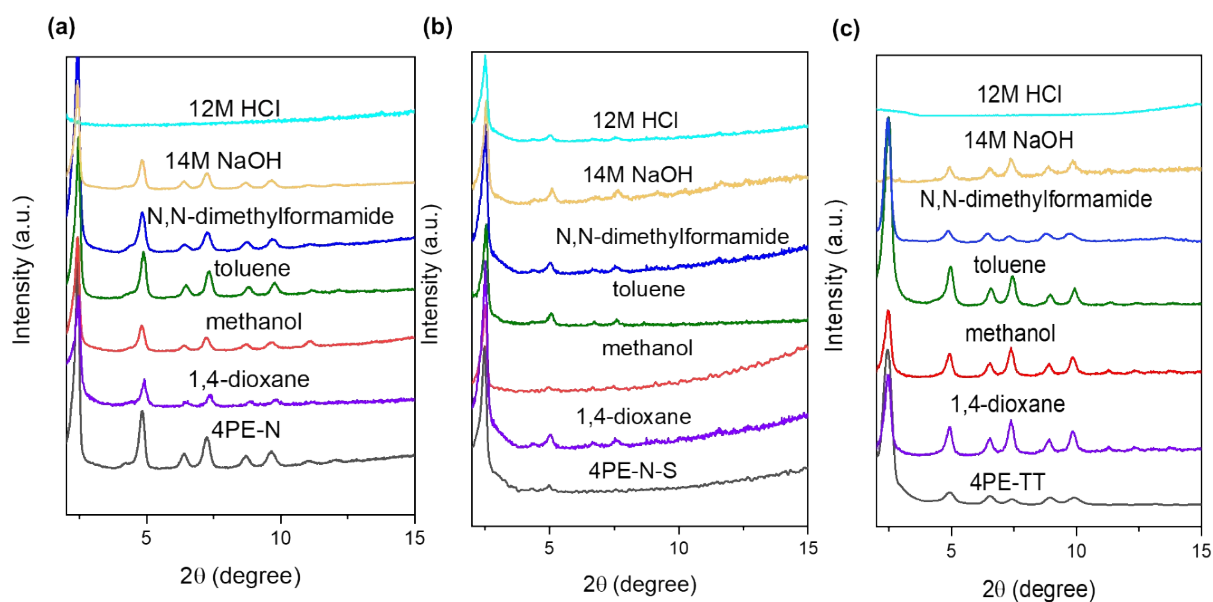 (a)
12M HCl
14M NaOH
N,N-dimethylformamide
toluene
methanol
1,4-dioxane
4PE-N
Intensity (a.u.)
5
10
15
2θ (degree)
(b)
12M HCl
14M NaOH
N,N-dimethylformamide
toluene
methanol
1,4-dioxane
4PE-N-S
Intensity (a.u.)
5
10
15
2θ (degree)
(c)
12M HCl
14M NaOH
N,N-dimethylformamide
toluene
methanol
1,4-dioxane
4PE-TT
Intensity (a.u.)
5
10
15
2θ (degree)